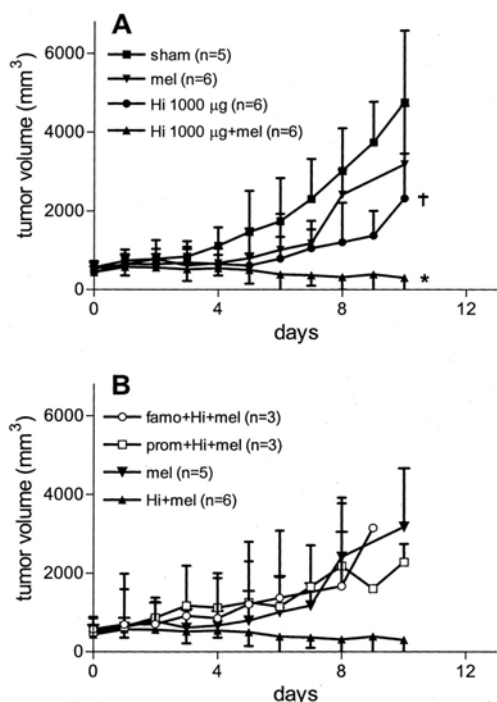 A
6000
4000
2000
0
tumor volume (mm³)
sham (n=5)
mel (n=6)
Hi 1000 µg (n=6)
Hi 1000 µg+mel (n=6)
†
*
0 4 8 12
days
B
6000
4000
2000
0
tumor volume (mm³)
famo+Hi+mel (n=3)
prom+Hi+mel (n=3)
mel (n=5)
Hi+mel (n=6)
0 4 8 12
days